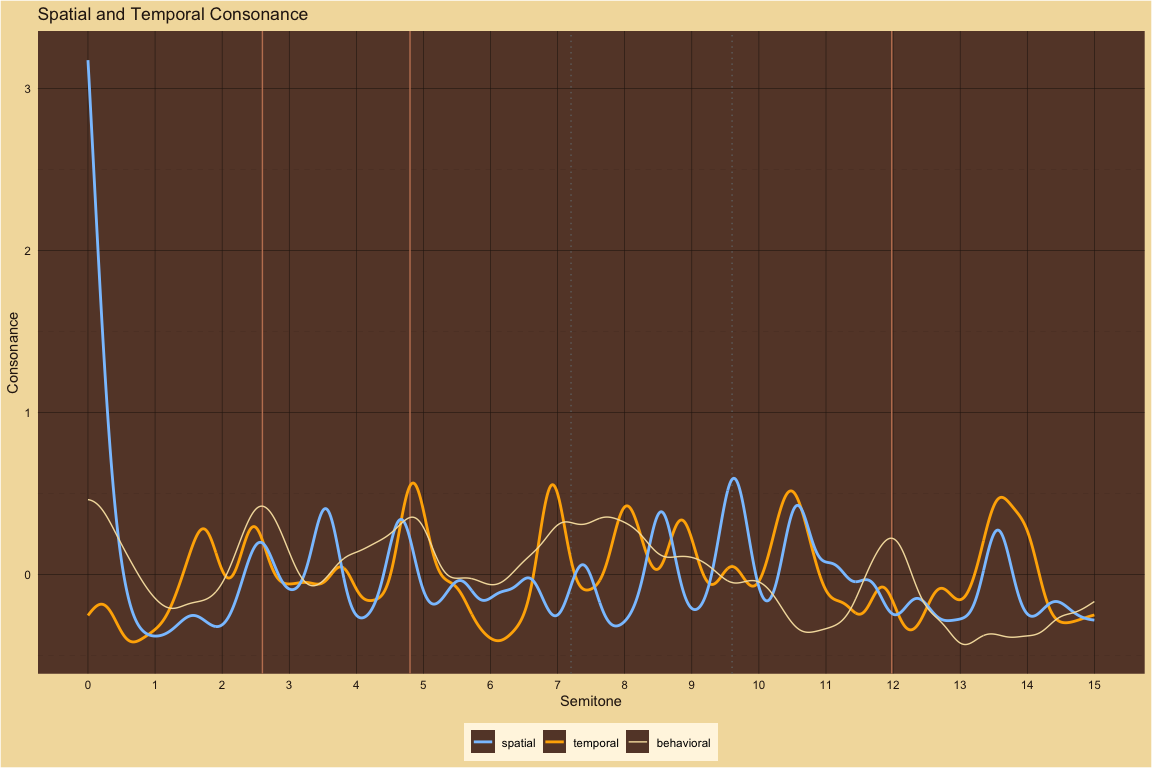 Spatial and Temporal Consonance
Consonance
3
2
1
0
0 1 2 3 4 5 6 7 8 9 10 11 12 13 14 15
Semitone
spatial temporal behavioral